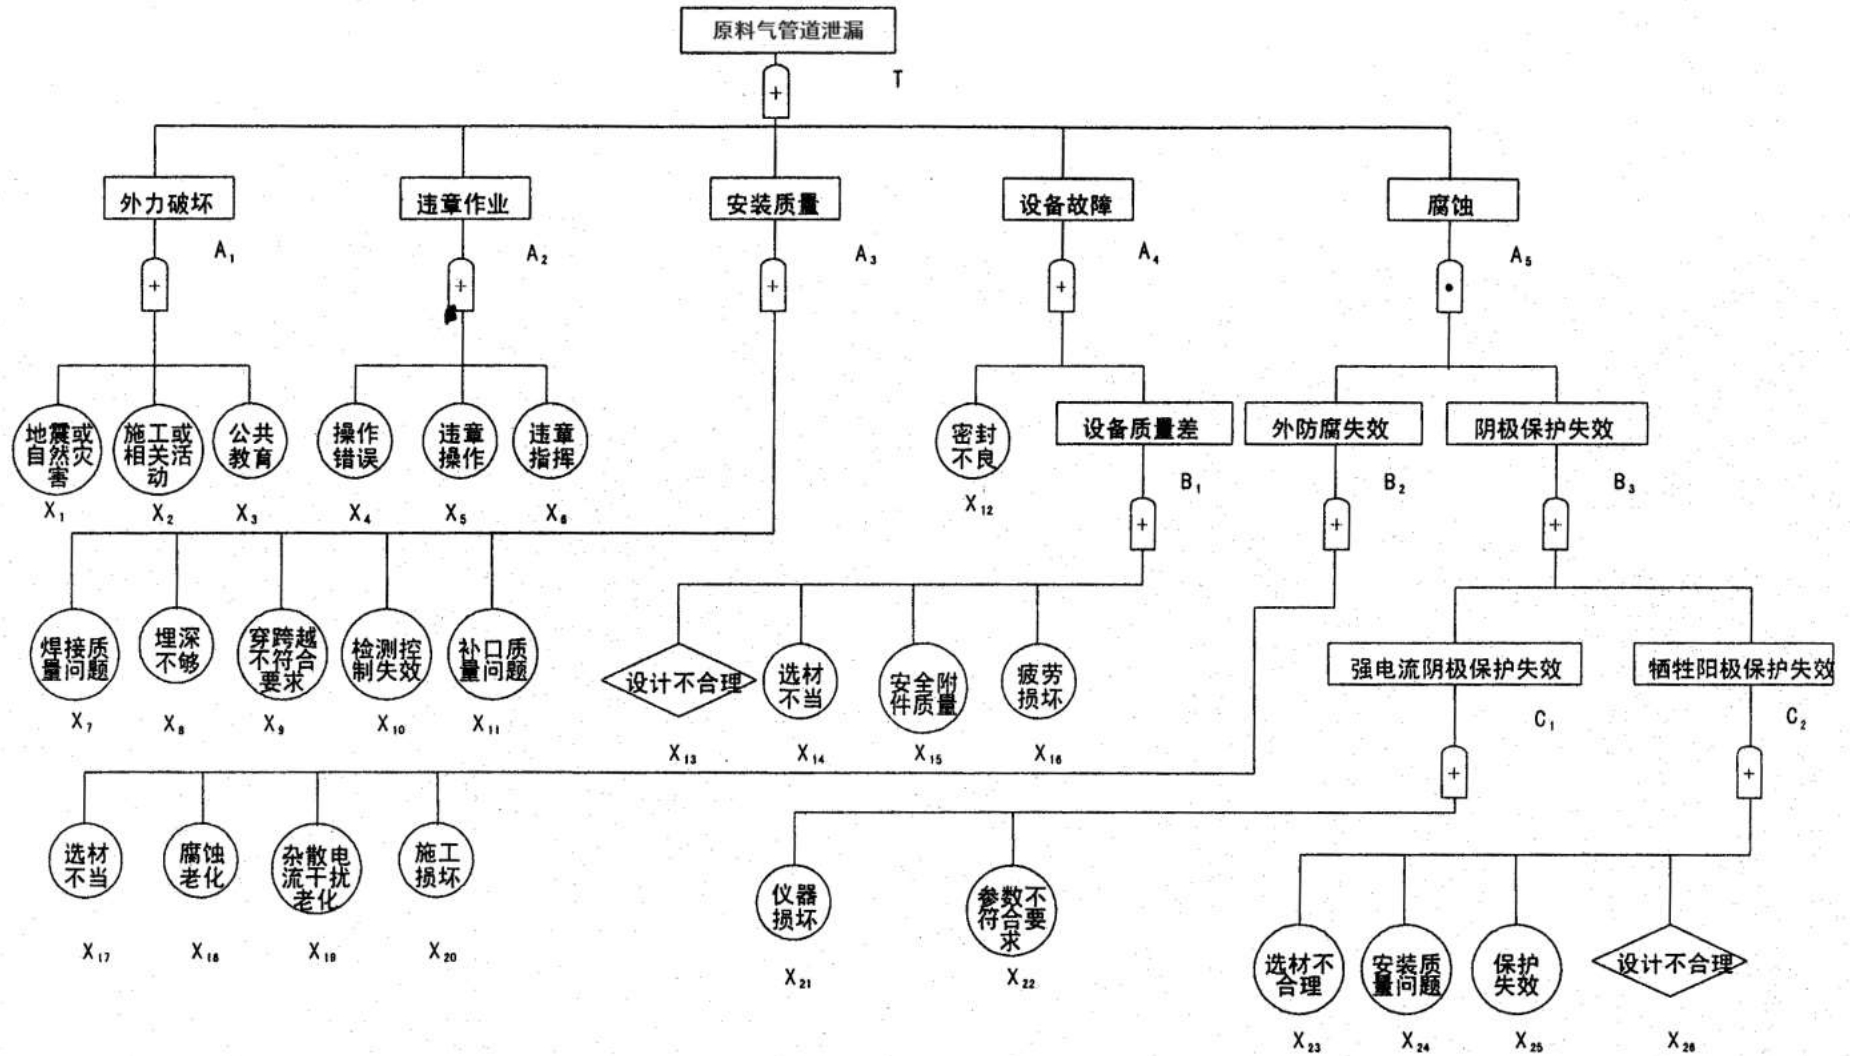 原料气管道泄漏
T
+
外力破坏
违章作业
安装质量
设备故障
腐蚀
A₁
A₂
A₃
A₄
A₅
+
+
+
+
•
地震或
自然灾
害
施工或
相关活
动
公共
教育
操作
错误
违章
操作
违章
指挥
密封
不良
设备质量差
外防腐失效
阴极保护失效
X₁
X₂
X₃
X₄
X₅
X₆
X₁₂
B₁
B₂
B₃
+
+
+
焊接质
量问题
埋深
不够
穿跨越
不符合
要求
检测控
制失效
补口质
量问题
设计不合理
选材
不当
安全附
件质量
疲劳
损坏
强电流阴极保护失效
牺牲阳极保护失效
X₇
X₈
X₉
X₁₀
X₁₁
X₁₃
X₁₄
X₁₅
X₁₆
C₁
C₂
+
+
选材
不当
腐蚀
老化
杂散电
流干扰
老化
施工
损坏
仪器
损坏
参数不
符合要
求
X₁₇
X₁₈
X₁₉
X₂₀
X₂₁
X₂₂
选材不
合理
安装质
量问题
保护
失效
设计不合理
X₂₃
X₂₄
X₂₅
X₂₆